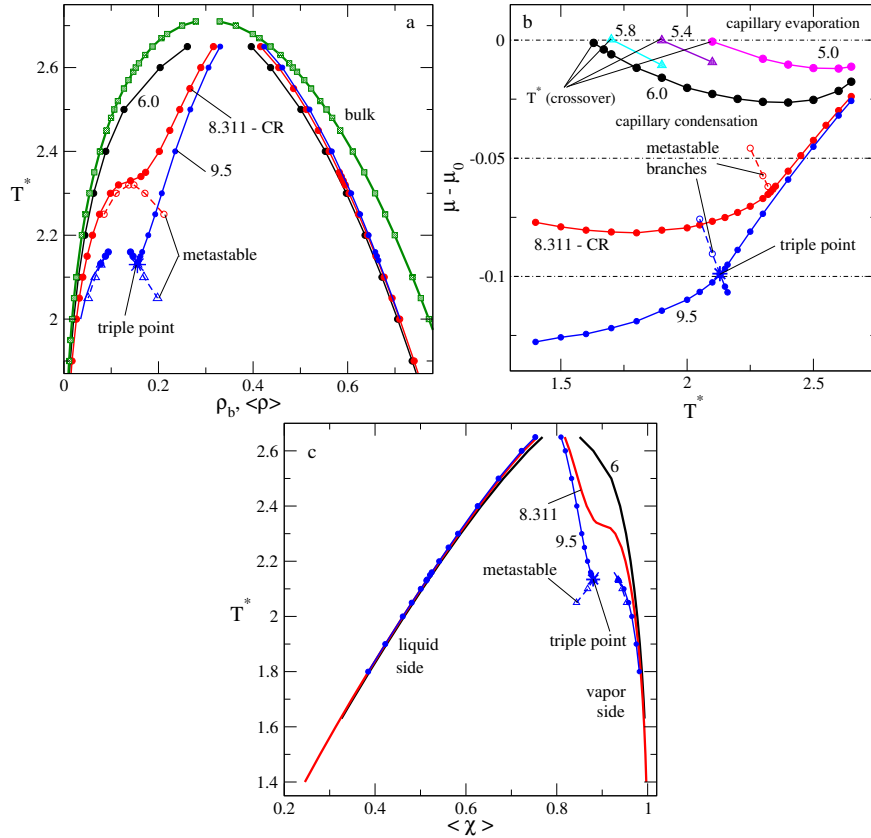 a
2.6
6.0
8.311 - CR
bulk
9.5
2.4
T*
2.2
metastable
triple point
2
0 0.2 0.4 0.6
ρb, <ρ>
b
5.8
5.4
capillary evaporation
0
5.0
T* (crossover)
6.0
capillary condensation
-0.05
metastable
branches
μ - μ0
8.311 - CR
triple point
-0.1
9.5
1.5 2 2.5
T*
c
2.6
6
2.4
8.311
9.5
2.2
metastable
T*
2.0
triple point
liquid
side
1.8
vapor
side
1.6
1.4
0.2 0.4 0.6 0.8 1
< χ >